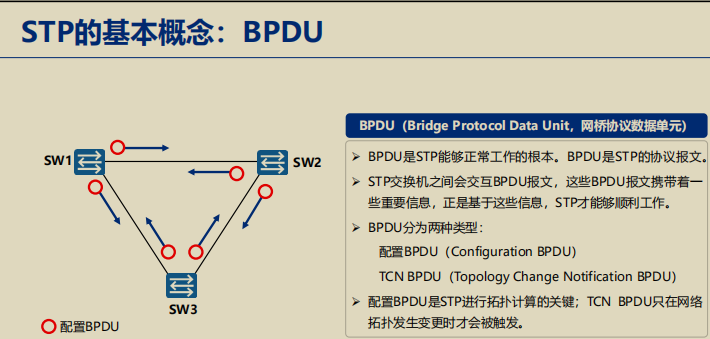 STP的基本概念：BPDU
SW1
SW2
SW3
配置BPDU
BPDU（Bridge Protocol Data Unit，网桥协议数据单元）
➢ BPDU是STP能够正常工作的根本。BPDU是STP的协议报文。
➢ STP交换机之间会交互BPDU报文，这些BPDU报文携带着一
些重要信息，正是基于这些信息，STP才能够顺利工作。
➢ BPDU分为两种类型：
配置BPDU（Configuration BPDU）
TCN BPDU（Topology Change Notification BPDU）
➢ 配置BPDU是STP进行拓扑计算的关键；TCN BPDU只在网络
拓扑发生变更时才会被触发。